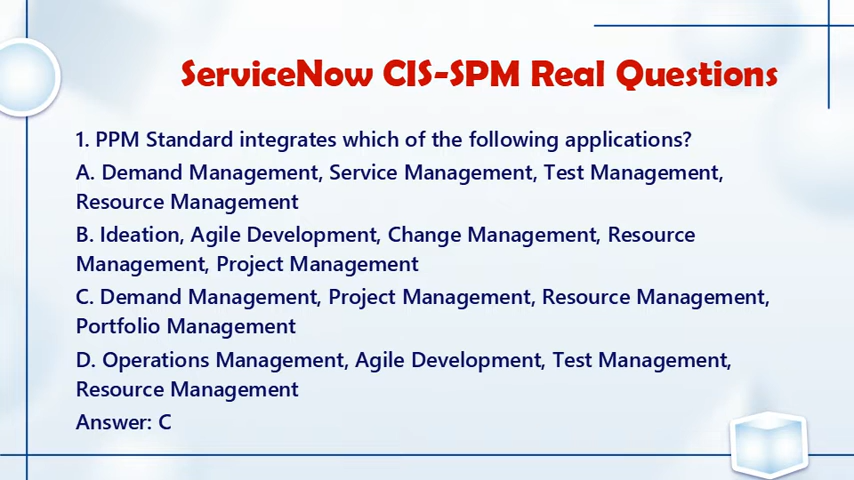 ServiceNow CIS-SPM Real Questions
1. PPM Standard integrates which of the following applications?
A. Demand Management, Service Management, Test Management,
Resource Management
B. Ideation, Agile Development, Change Management, Resource
Management, Project Management
C. Demand Management, Project Management, Resource Management,
Portfolio Management
D. Operations Management, Agile Development, Test Management,
Resource Management
Answer: C